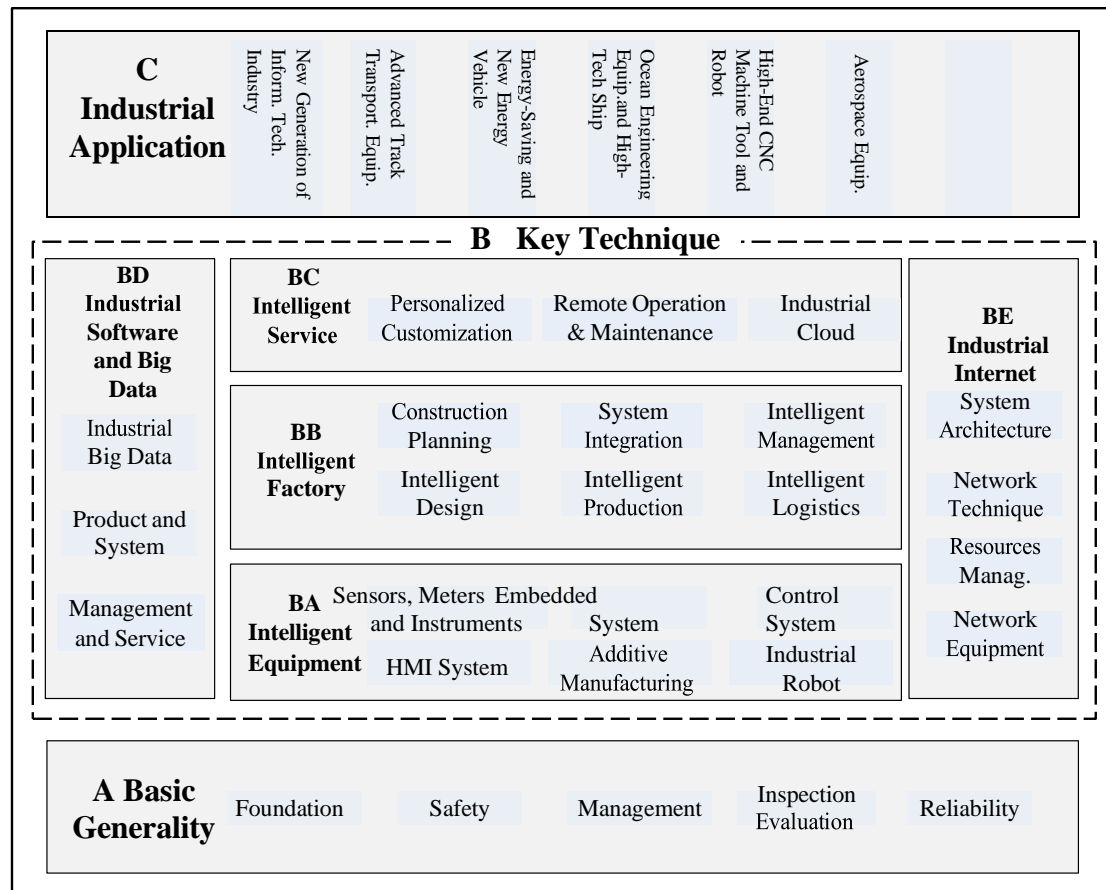 C
Industrial
Application
New Generation of
Inform. Tech.
Industry
Advanced Track
Transport. Equip.
Energy-Saving and
New Energy
Vehicle
Ocean Engineering
Equip.and High-
Tech Ship
High-End CNC
Machine Tool and
Robot
Aerospace Equip.
B Key Technique
BD
Industrial
Software
and Big
Data
Industrial
Big Data
Product and
System
Management
and Service
BC
Intelligent
Service
Personalized
Customization
Remote Operation
& Maintenance
Industrial
Cloud
BB
Intelligent
Factory
Construction
Planning
System
Integration
Intelligent
Management
Intelligent
Design
Intelligent
Production
Intelligent
Logistics
BA
Intelligent
Equipment
Sensors, Meters
and Instruments
Embedded
System
Control
System
HMI System
Additive
Manufacturing
Industrial
Robot
BE
Industrial
Internet
System
Architecture
Network
Technique
Resources
Manag.
Network
Equipment
A Basic
Generality
Foundation
Safety
Management
Inspection
Evaluation
Reliability